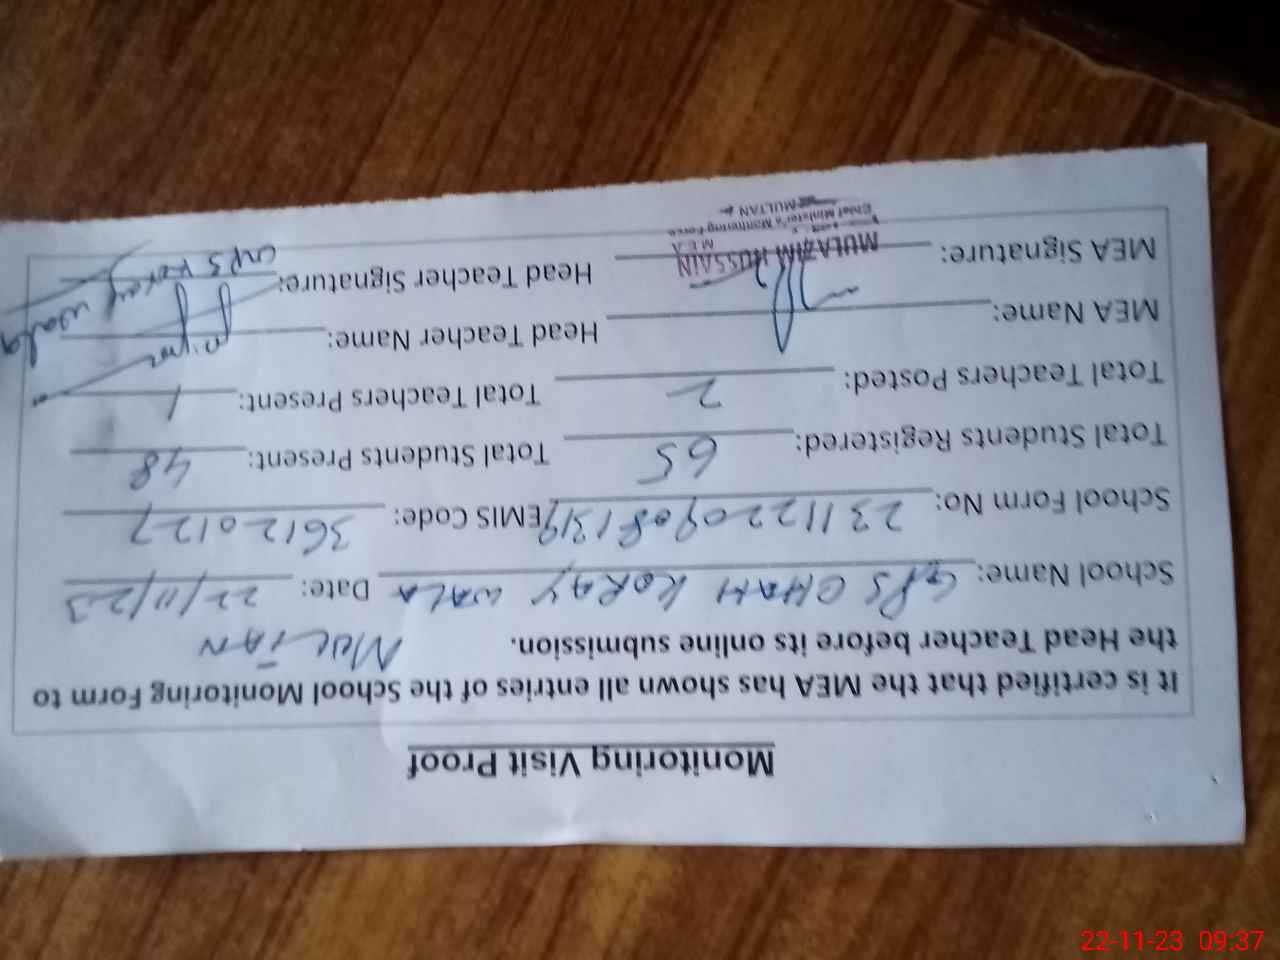 Monitoring Visit Proof
It is certified that the MEA has shown all entries of the School Monitoring Form to
the Head Teacher before its online submission. MULTAN
School Name: GPS CHAH KORAY WALA Date: 22/11/23
School Form No: 23112209081319 EMIS Code: 36120127
Total Students Registered: 65 Total Students Present: 48
Total Teachers Posted: 2 Total Teachers Present: 1
MEA Name: Head Teacher Name:
MEA Signature: Head Teacher Signature:
GPS Koray wala
MULAZIM HUSSAIN
M E A
Chief Minister's Monitoring Force
MULTAN
22-11-23 09:37